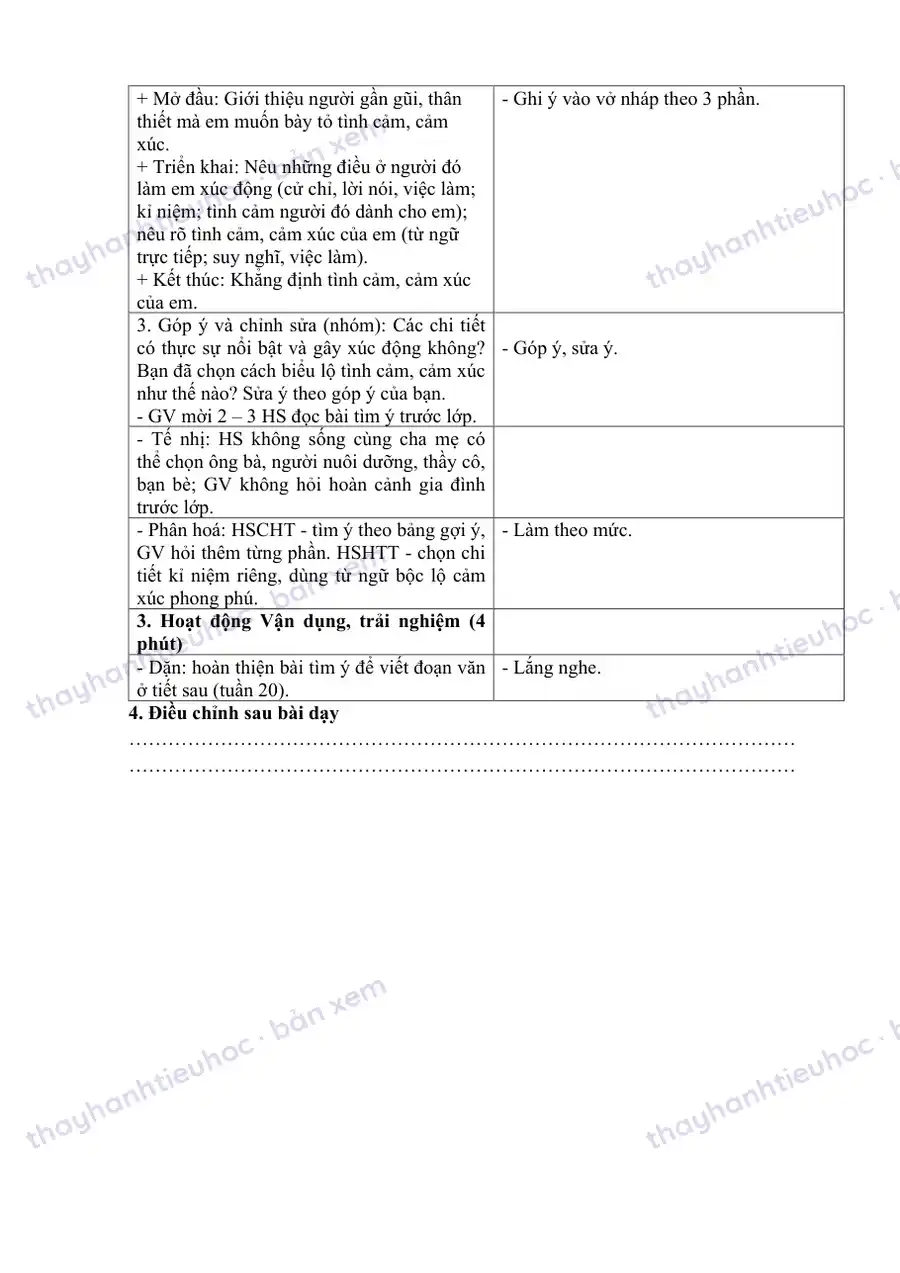 + Mở đầu: Giới thiệu người gần gũi, thân
thiết mà em muốn bày tỏ tình cảm, cảm
xúc.
+ Triển khai: Nêu những điều ở người đó
làm em xúc động (cử chỉ, lời nói, việc làm;
kỉ niệm; tình cảm người đó dành cho em);
nêu rõ tình cảm, cảm xúc của em (từ ngữ
trực tiếp; suy nghĩ, việc làm).
+ Kết thúc: Khẳng định tình cảm, cảm xúc
của em.
- Ghi ý vào vở nháp theo 3 phần.
3. Góp ý và chỉnh sửa (nhóm): Các chi tiết
có thực sự nổi bật và gây xúc động không?
Bạn đã chọn cách biểu lộ tình cảm, cảm xúc
như thế nào? Sửa ý theo góp ý của bạn.
- GV mời 2 – 3 HS đọc bài tìm ý trước lớp.
- Góp ý, sửa ý.
- Tế nhị: HS không sống cùng cha mẹ có
thể chọn ông bà, người nuôi dưỡng, thầy cô,
bạn bè; GV không hỏi hoàn cảnh gia đình
trước lớp.
- Phân hoá: HSCHT - tìm ý theo bảng gợi ý,
GV hỏi thêm từng phần. HSHTT - chọn chi
tiết kỉ niệm riêng, dùng từ ngữ bộc lộ cảm
xúc phong phú.
- Làm theo mức.
3. Hoạt động Vận dụng, trải nghiệm (4
phút)
- Dặn: hoàn thiện bài tìm ý để viết đoạn văn
ở tiết sau (tuần 20).
- Lắng nghe.
4. Điều chỉnh sau bài dạy
……………………………………………………………………………………………
……………………………………………………………………………………………
thayhanhtieuhoc · bản xem
thayhanhtieuhoc · b
thayhanhtieuhoc · bản xem
thayhanhtieuhoc · b
thayhanhtieuhoc · bản xem
thayhanhtieuhoc · b